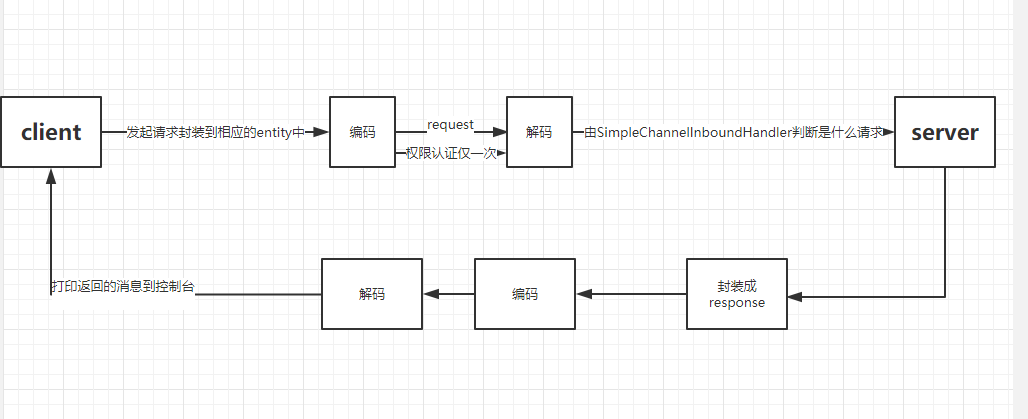 client
发起请求封装到相应的entity中
编码
request
权限认证仅一次
解码
由SimpleChannelInboundHandler判断是什么请求
server
打印返回的消息到控制台
解码
编码
封装成
response